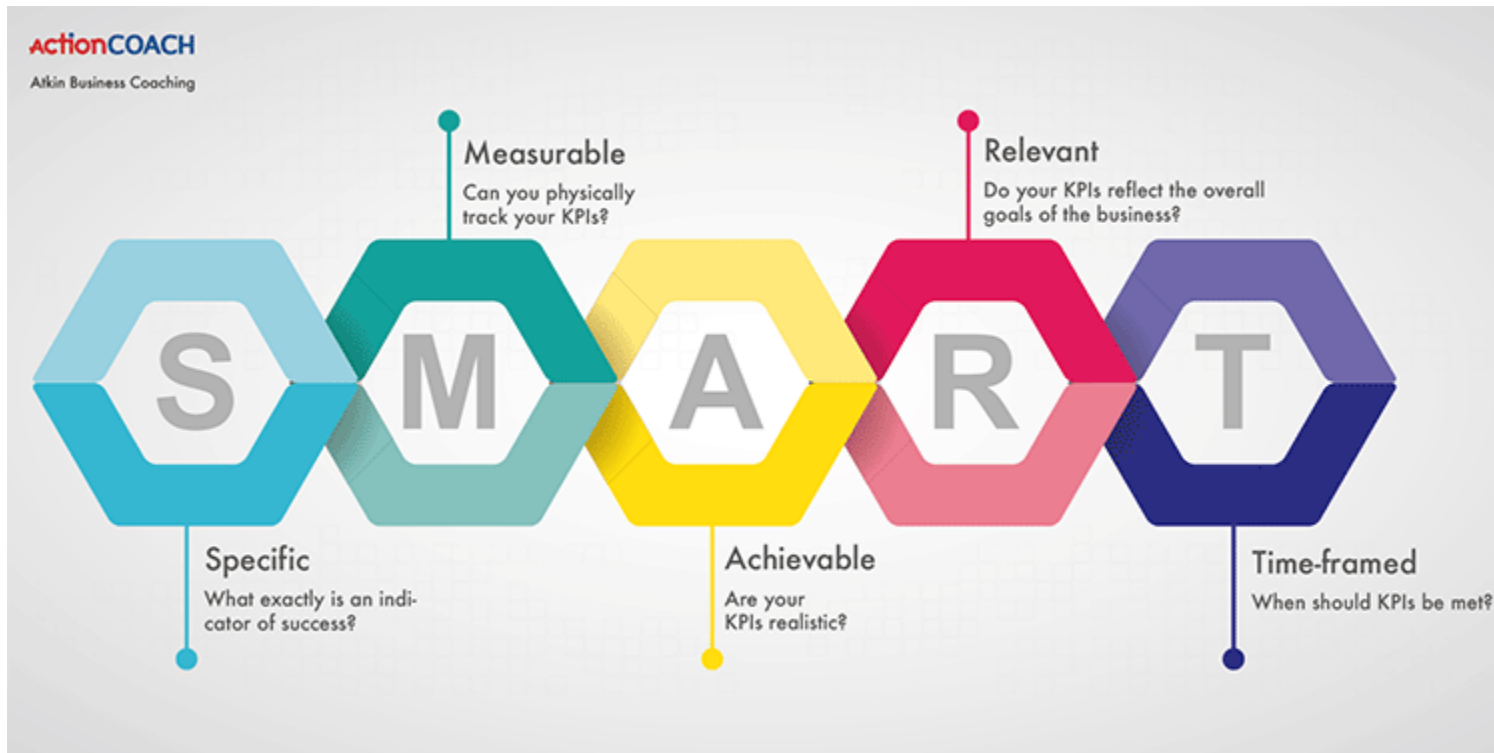 ACTiONCOACH
Atkin Business Coaching
Measurable
Can you physically
track your KPIs?
Relevant
Do your KPIs reflect the overall
goals of the business?
S M A R T
Specific
What exactly is an indi-
cator of success?
Achievable
Are your
KPIs realistic?
Time-framed
When should KPIs be met?